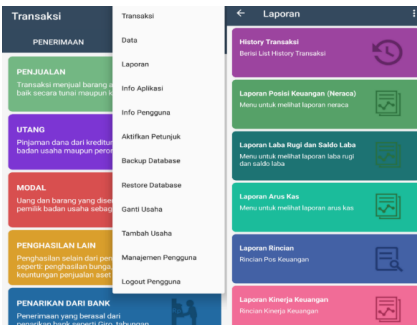 Transaksi
PENERIMAAN
PENJUALAN
Transaksi menjual barang a
baik secara tunai maupun k
UTANG
Pinjaman dana dari kreditur
badan usaha maupun peror
MODAL
Uang dan barang yang diser
pemilik badan usaha sebag
PENGHASILAN LAIN
Penghasilan selain dari pen
seperti penghasilan bunga,
keuntungan penjualan aset
PENARIKAN DARI BANK
Penerimaan yang berasal dari
penarikan bank seperti Giro, tabungan
Transaksi
Data
Laporan
Info Aplikasi
Info Pengguna
Aktifkan Petunjuk
Backup Database
Restore Database
Ganti Usaha
Tambah Usaha
Manajemen Pengguna
Logout Pengguna
Laporan
History Transaksi
Berisi List History Transaksi
Laporan Posisi Keuangan (Neraca)
Menu untuk melihat laporan neraca
Laporan Laba Rugi dan Saldo Laba
Menu untuk melihat laporan laba rugi
dan saldo laba
Laporan Arus Kas
Menu untuk melihat laporan arus kas
Laporan Rincian
Rincian Pos Keuangan
Laporan Kinerja Keuangan
Rincian Kinerja Keuangan